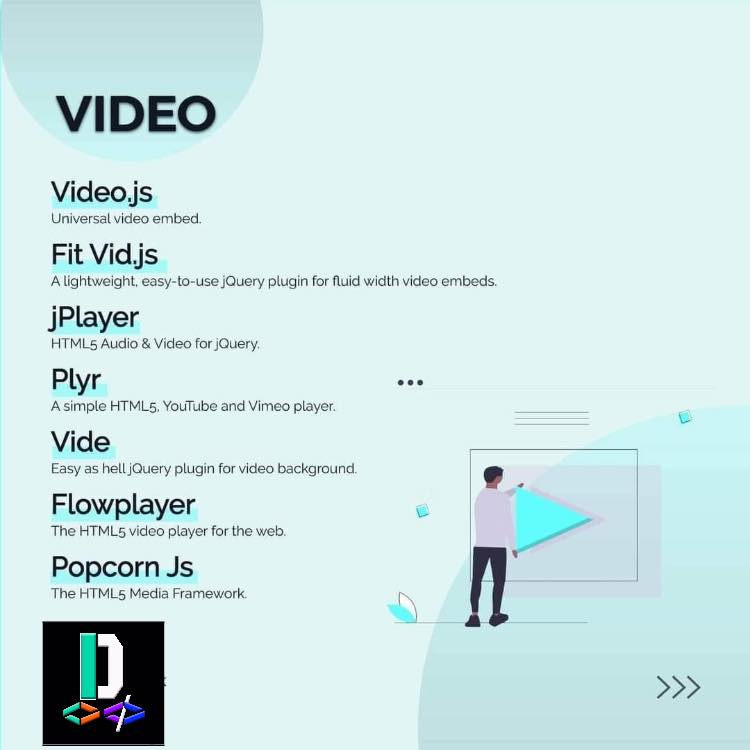 VIDEO
Video.js
Universal video embed.
Fit Vid.js
A lightweight, easy-to-use jQuery plugin for fluid width video embeds.
jPlayer
HTML5 Audio & Video for jQuery.
Plyr
A simple HTML5, YouTube and Vimeo player.
Vide
Easy as hell jQuery plugin for video background.
Flowplayer
The HTML5 video player for the web.
Popcorn Js
The HTML5 Media Framework.
D